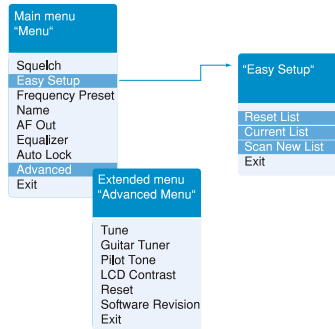 Main menu
“Menu“
Squelch
Easy Setup
Frequency Preset
Name
AF Out
Equalizer
Auto Lock
Advanced
Exit
“Easy Setup“
Reset List
Current List
Scan New List
Exit
Extended menu
“Advanced Menu“
Tune
Guitar Tuner
Pilot Tone
LCD Contrast
Reset
Software Revision
Exit